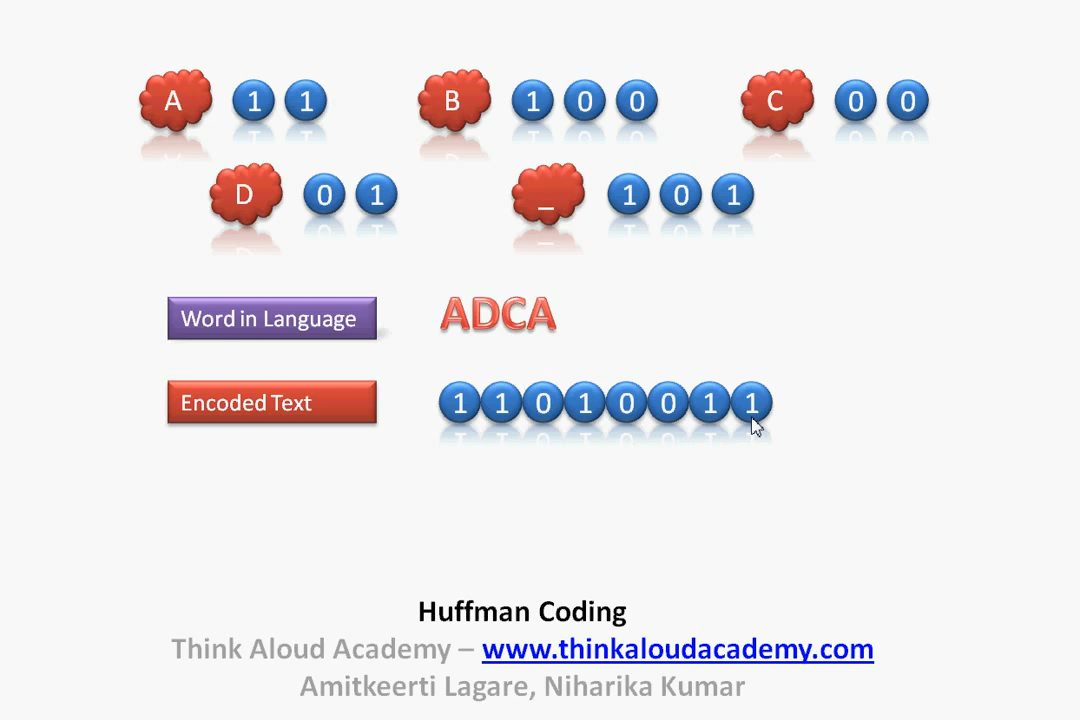 A 1 1 B 1 0 0 C 0 0
D 0 1 _ 1 0 1
Word in Language ADCA
Encoded Text 1 1 0 1 0 0 1 1
Huffman Coding
Think Aloud Academy – www.thinkaloudacademy.com
Amitkeerti Lagare, Niharika Kumar